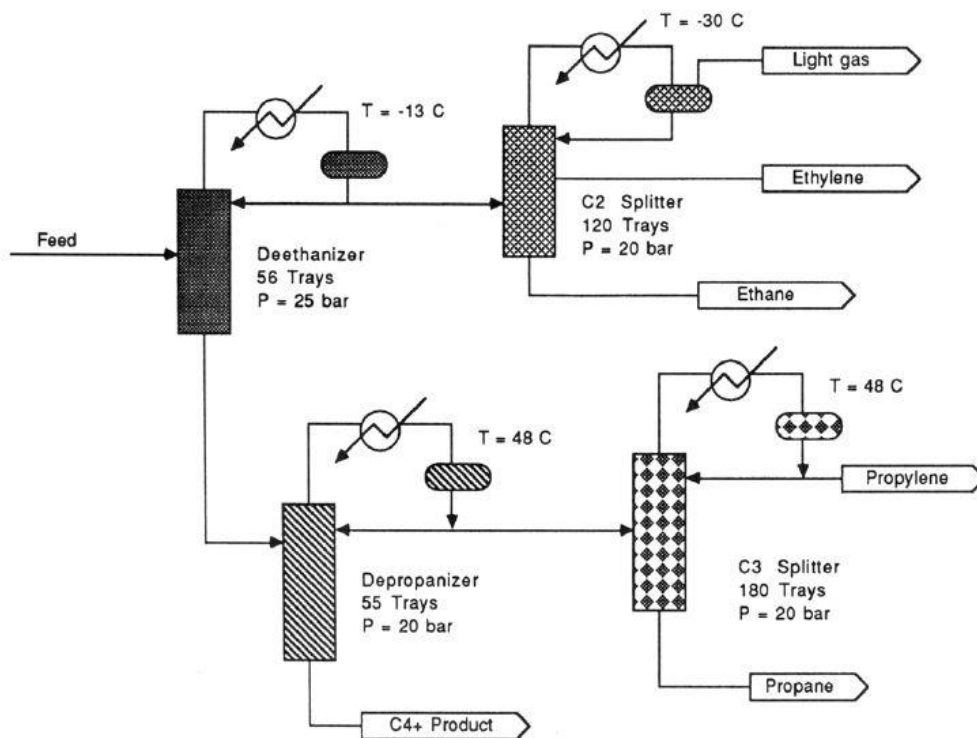 T = -30 C
Light gas
T = -13 C
Ethylene
C2 Splitter
120 Trays
P = 20 bar
Feed
Deethanizer
56 Trays
P = 25 bar
Ethane
T = 48 C
T = 48 C
Propylene
Depropanizer
55 Trays
P = 20 bar
C3 Splitter
180 Trays
P = 20 bar
Propane
C4+ Product